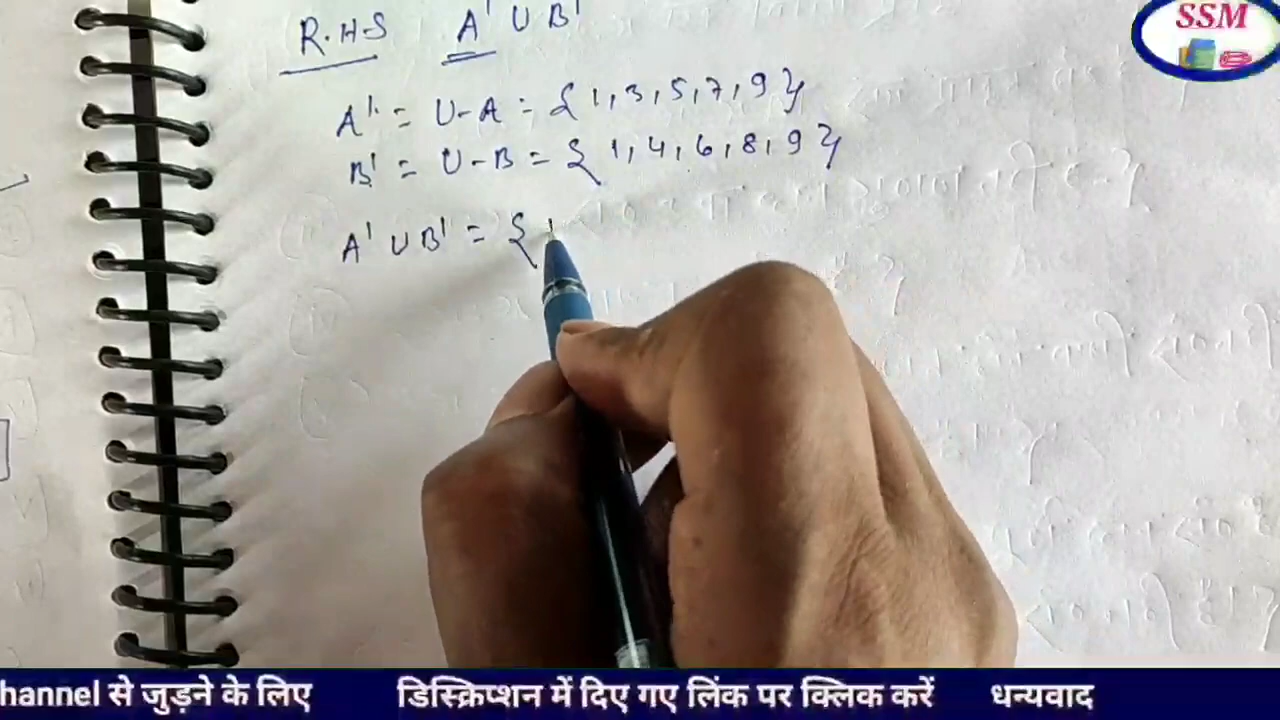 SSM
R.H.S A' U B'
A' = U-A = { 1, 3, 5, 7, 9 }
B' = U-B = { 1, 4, 6, 8, 9 }
A' U B' = { 1
hannel से जुड़ने के लिए डिस्क्रिप्शन में दिए गए लिंक पर क्लिक करें धन्यवाद